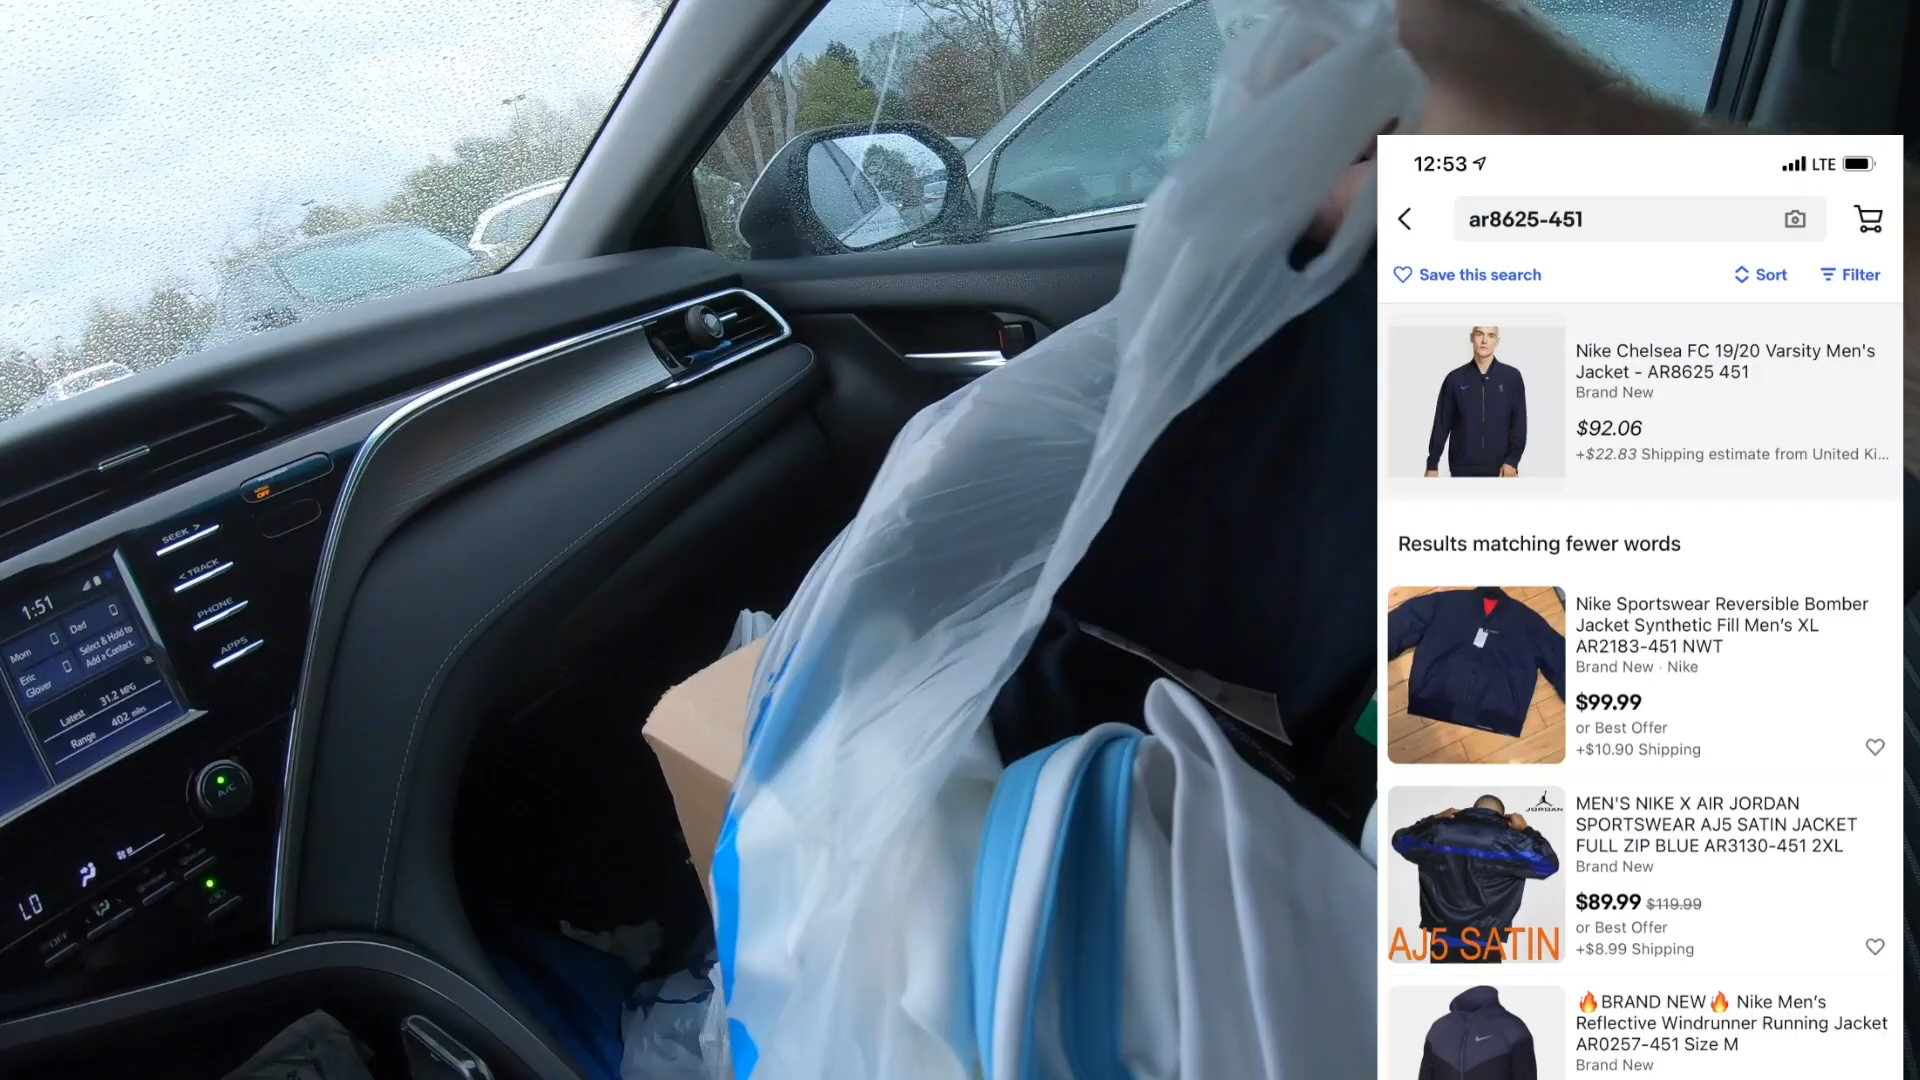 SEEK >
< TRACK
PHONE
APPS
1:51
Mom
Dad
Eric
Glover
Select & Hold to
Add a Contact.
Latest 31.2 MPG
Range 402 miles
A/C
LO
OFF
OFF
12:53
LTE
ar8625-451
Save this search
Sort
Filter
Nike Chelsea FC 19/20 Varsity Men's
Jacket - AR8625 451
Brand New
$92.06
+$22.83 Shipping estimate from United Ki...
Results matching fewer words
Nike Sportswear Reversible Bomber
Jacket Synthetic Fill Men’s XL
AR2183-451 NWT
Brand New · Nike
$99.99
or Best Offer
+$10.90 Shipping
JORDAN
AJ5 SATIN
MEN'S NIKE X AIR JORDAN
SPORTSWEAR AJ5 SATIN JACKET
FULL ZIP BLUE AR3130-451 2XL
Brand New
$89.99 $119.99
or Best Offer
+$8.99 Shipping
🔥BRAND NEW🔥 Nike Men’s
Reflective Windrunner Running Jacket
AR0257-451 Size M
Brand New